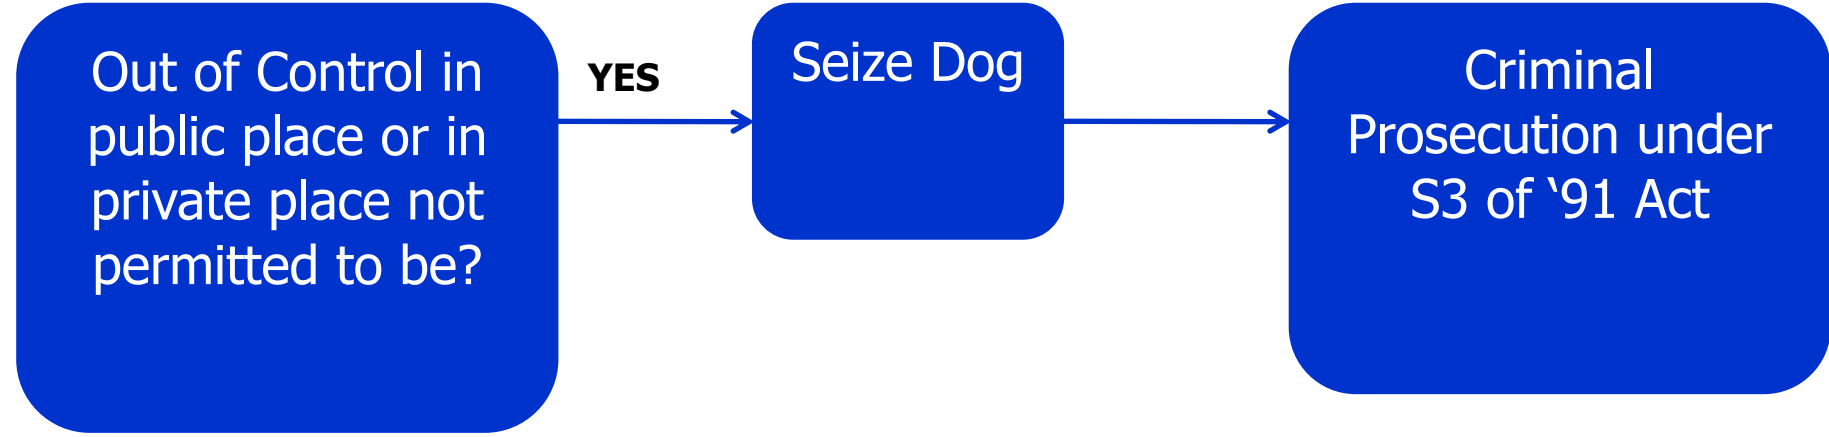 Out of Control in
public place or in
private place not
permitted to be?
YES
Seize Dog
Criminal
Prosecution under
S3 of ‘91 Act